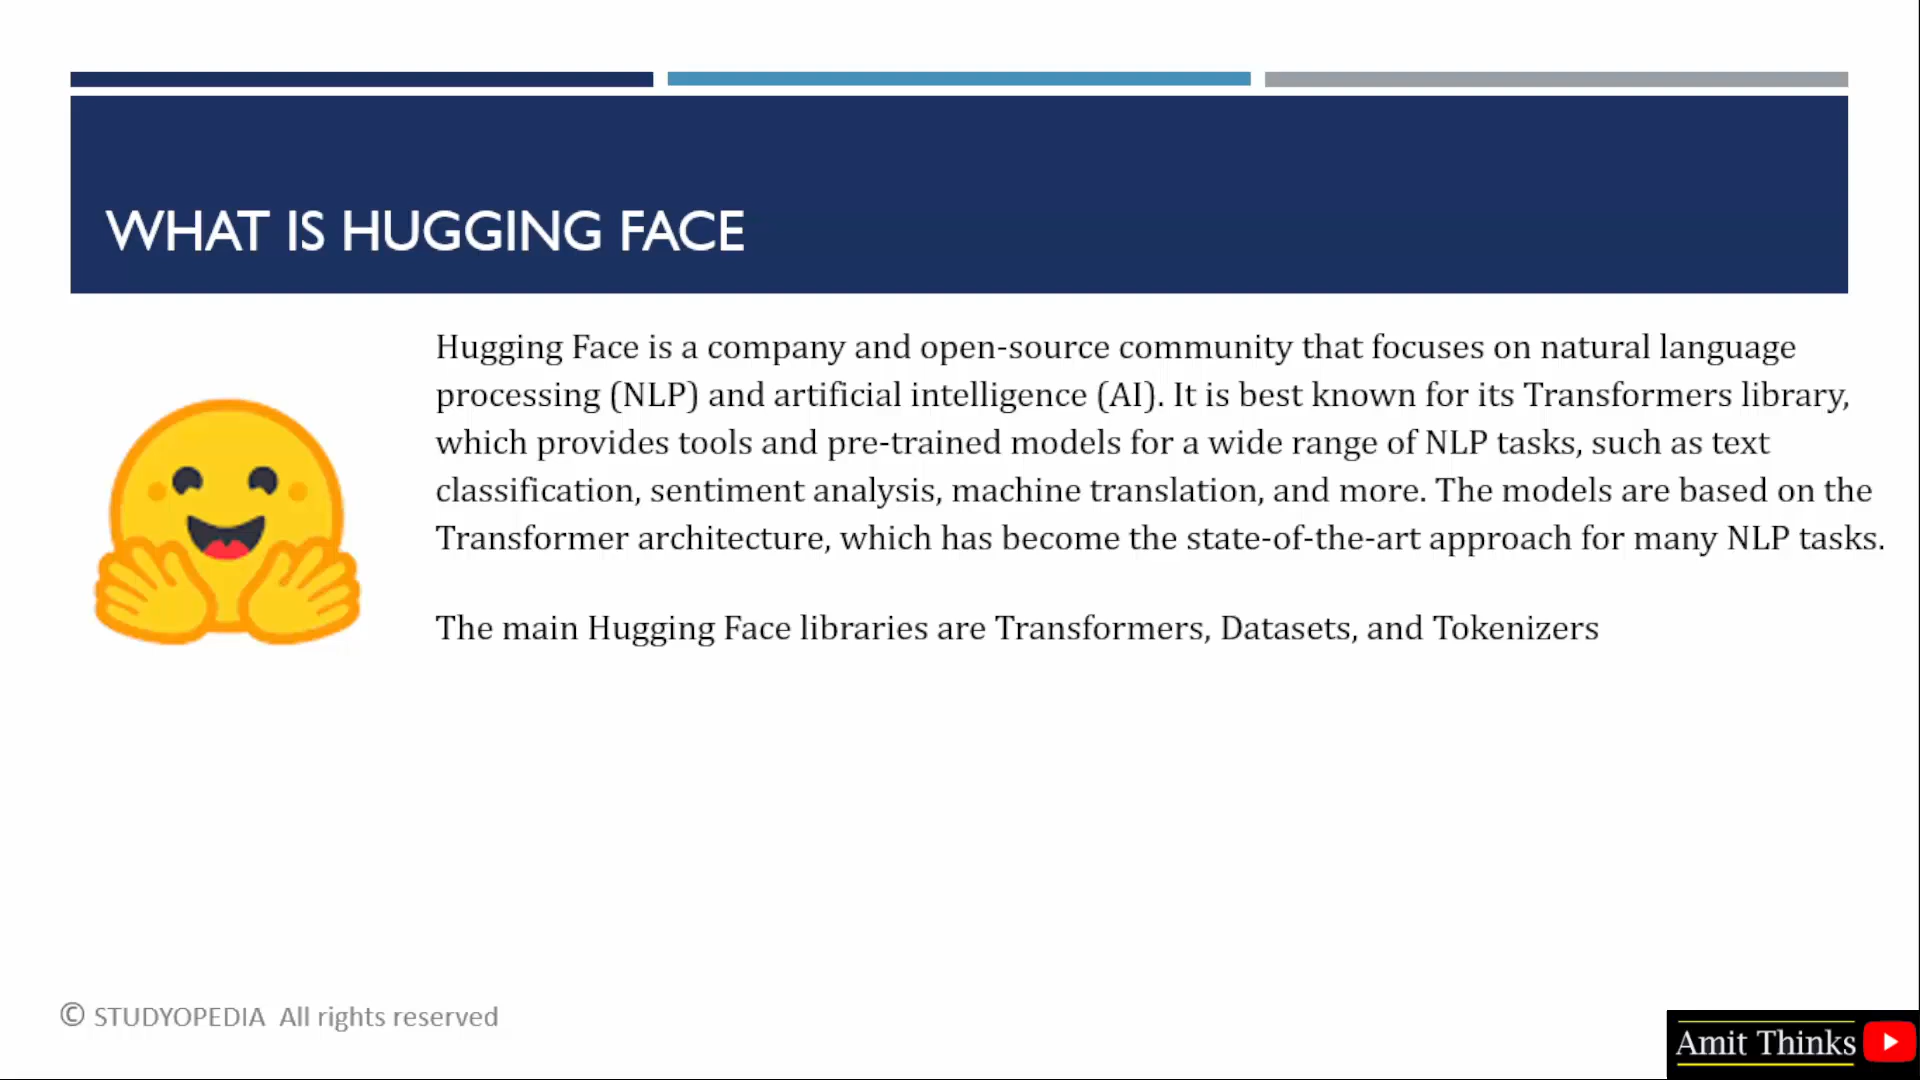 WHAT IS HUGGING FACE
Hugging Face is a company and open-source community that focuses on natural language
processing (NLP) and artificial intelligence (AI). It is best known for its Transformers library,
which provides tools and pre-trained models for a wide range of NLP tasks, such as text
classification, sentiment analysis, machine translation, and more. The models are based on the
Transformer architecture, which has become the state-of-the-art approach for many NLP tasks.
The main Hugging Face libraries are Transformers, Datasets, and Tokenizers
© STUDYOPEDIA All rights reserved
Amit Thinks